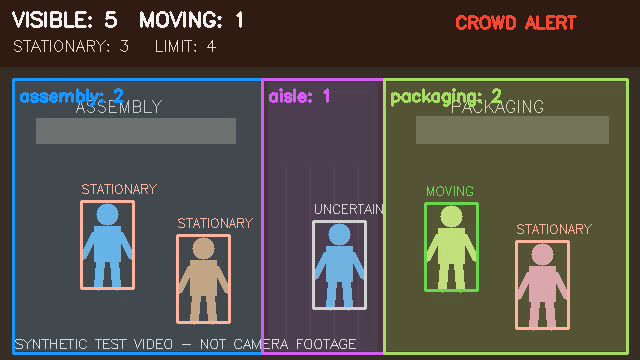 VISIBLE: 5 MOVING: 1
CROWD ALERT
STATIONARY: 3 LIMIT: 4
assembly: 2
aisle: 1
packaging: 2
ASSEMBLY
PACKAGING
STATIONARY
MOVING
UNCERTAIN
STATIONARY
STATIONARY
SYNTHETIC TEST VIDEO — NOT CAMERA FOOTAGE